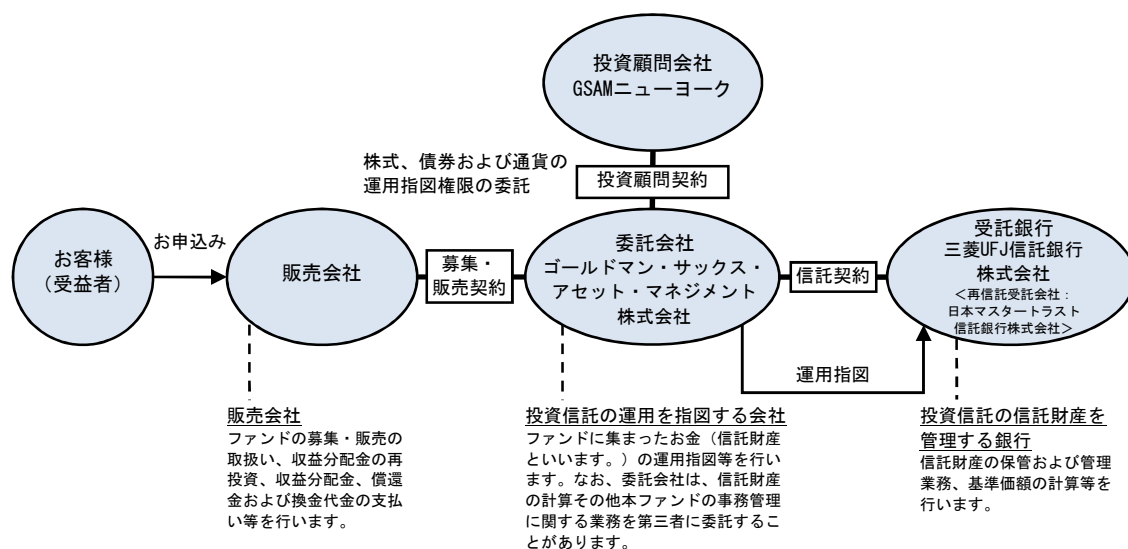 投資顧問会社
GSAMニューヨーク
株式、債券および通貨の
運用指図権限の委託
投資顧問契約
お客様
(受益者)
お申込み
販売会社
募集・
販売契約
委託会社
ゴールドマン・サックス・
アセット・マネジメント
株式会社
信託契約
受託銀行
三菱UFJ信託銀行
株式会社
<再信託受託会社:
日本マスタートラスト
信託銀行株式会社>
運用指図
販売会社
ファンドの募集・販売の
取扱い、収益分配金の再
投資、収益分配金、償還
金および換金代金の支払
い等を行います。
投資信託の運用を指図する会社
ファンドに集まったお金(信託財産
といいます。)の運用指図等を行い
ます。なお、委託会社は、信託財産
の計算その他本ファンドの事務管理
に関する業務を第三者に委託するこ
とがあります。
投資信託の信託財産を
管理する銀行
信託財産の保管および管理
業務、基準価額の計算等を
行います。